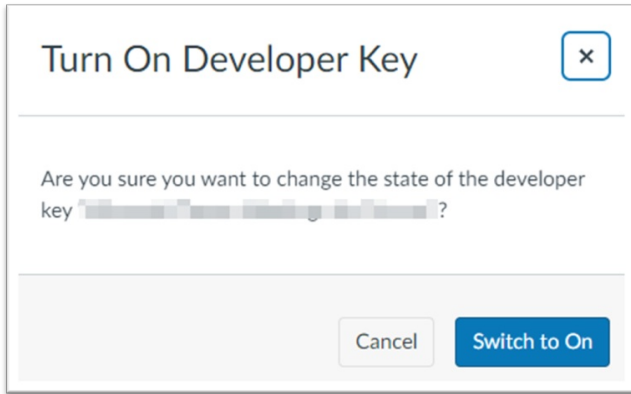 Turn On Developer Key
×
Are you sure you want to change the state of the developer
key " "?
Cancel
Switch to On